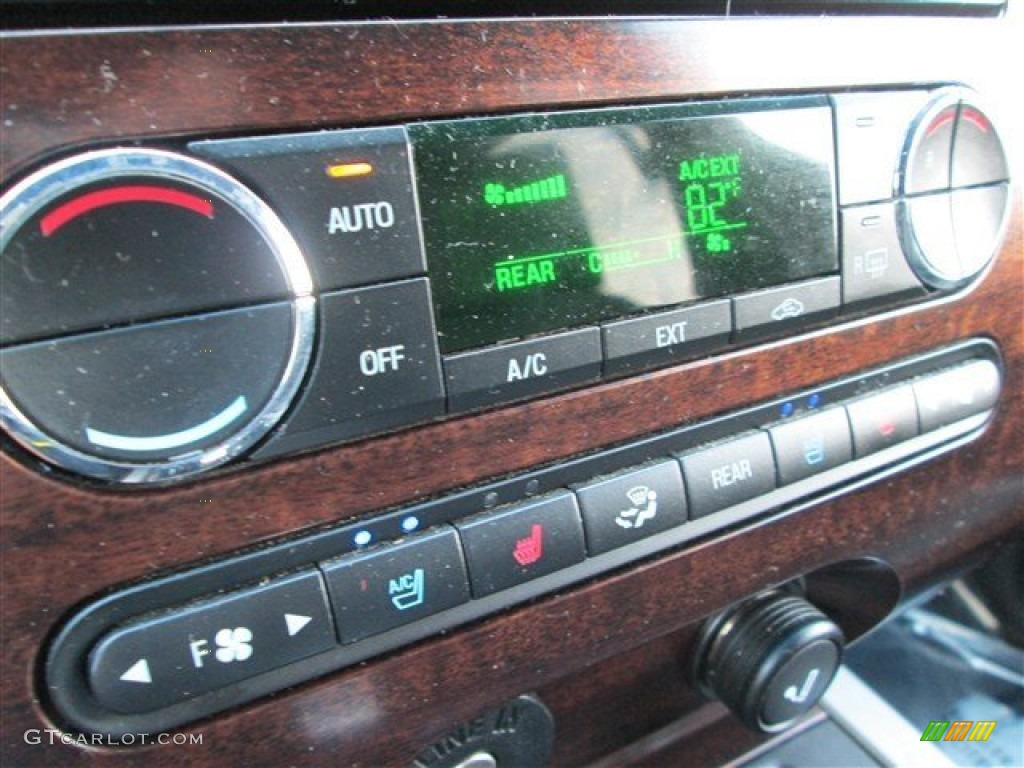 AUTO
A/C EXT
82°F
REAR C H
OFF
A/C
EXT
R
REAR
A/C
F
GTCARLOT.COM